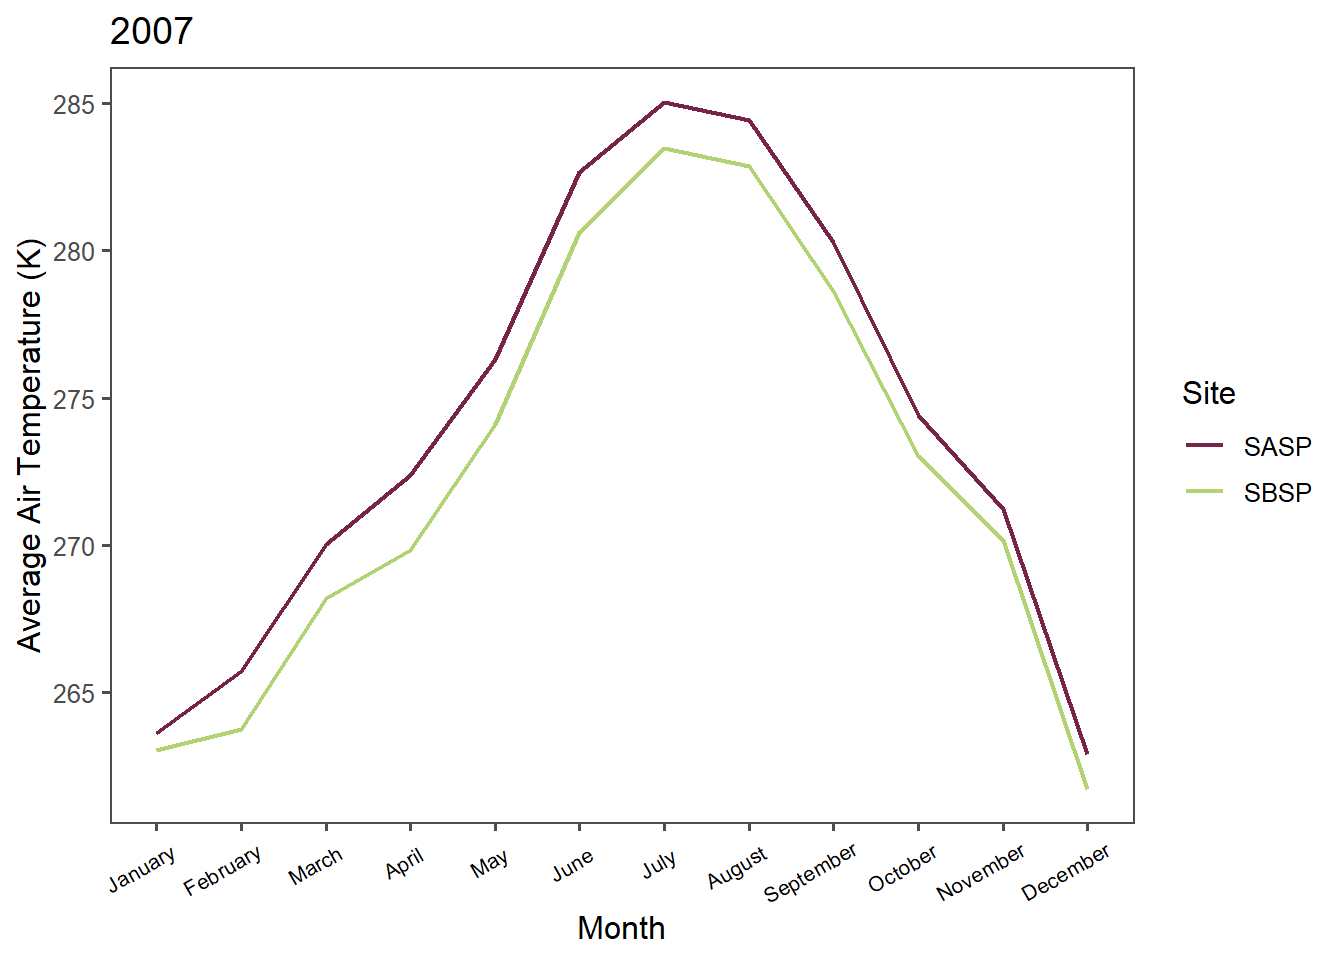 2007
Average Air Temperature (K)
285
280
275
270
265
January
February
March
April
May
June
July
August
September
October
November
December
Month
Site
SASP
SBSP